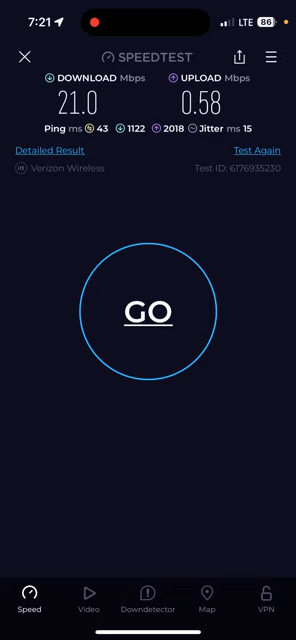 7:21 LTE 86
SPEEDTEST
DOWNLOAD Mbps UPLOAD Mbps
21.0 0.58
Ping ms 43 1122 2018 Jitter ms 15
Detailed Result Test Again
LTE Verizon Wireless Test ID: 6176935230
GO
Speed Video Downdetector Map VPN